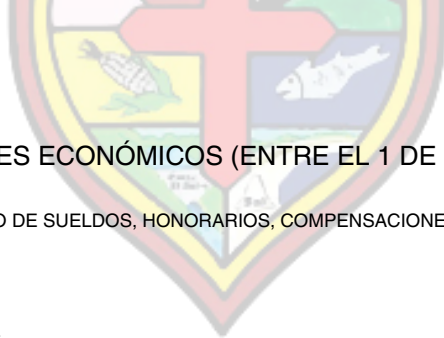 ES ECONÓMICOS (ENTRE EL 1 DE
O DE SUELDOS, HONORARIOS, COMPENSACIONE